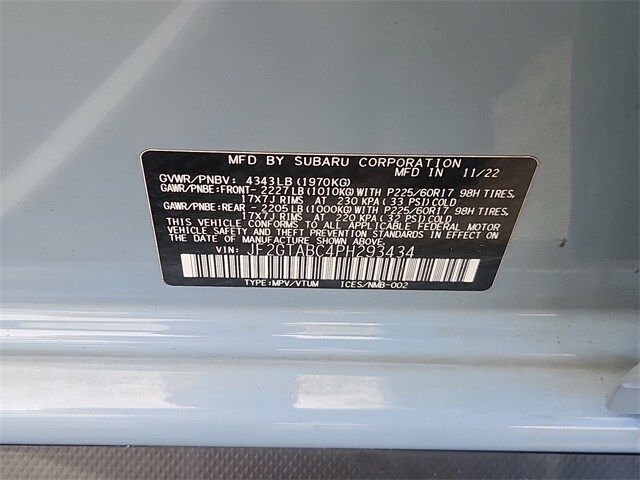 MFD BY SUBARU CORPORATION
MFD IN 11/22
GVWR/PNBV: 4343LB(1970KG)
GAWR/PNBE:FRONT- 2227LB(1010KG)WITH P225/60R17 98H TIRES,
17X7J RIMS AT 230 KPA(33 PSI)COLD
GAWR/PNBE:REAR - 2205LB(1000KG)WITH P225/60R17 98H TIRES,
17X7J RIMS AT 220 KPA(32 PSI)COLD
THIS VEHICLE CONFORMS TO ALL APPLICABLE FEDERAL MOTOR
VEHICLE SAFETY AND THEFT PREVENTION STANDARDS IN EFFECT
ON THE DATE OF MANUFACTURE SHOWN ABOVE.
VIN: JF2GTABC4PH293434
TYPE:MPV/VTUM ICES/NMB-002